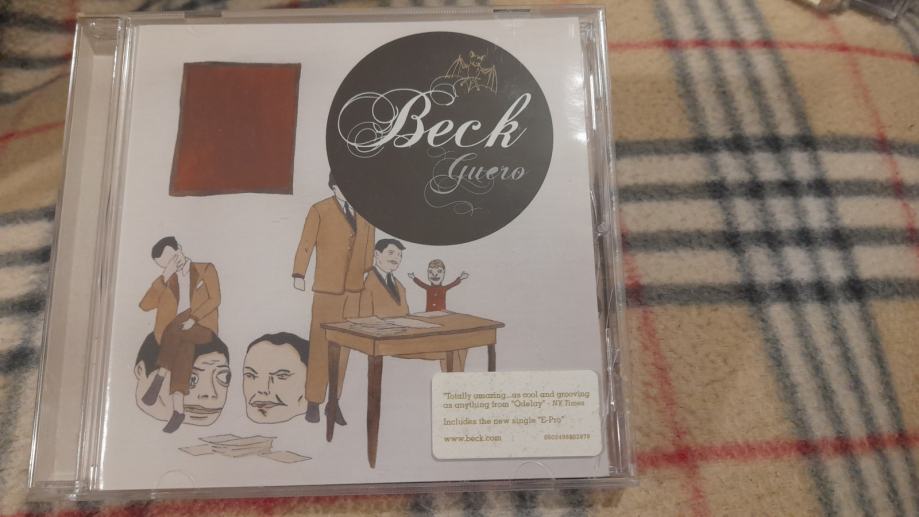 Beck
Guero
"Totally amazing...as cool and grooving
as anything from "Odelay" - NY Times
Includes the new single "E-Pro"
www.beck.com